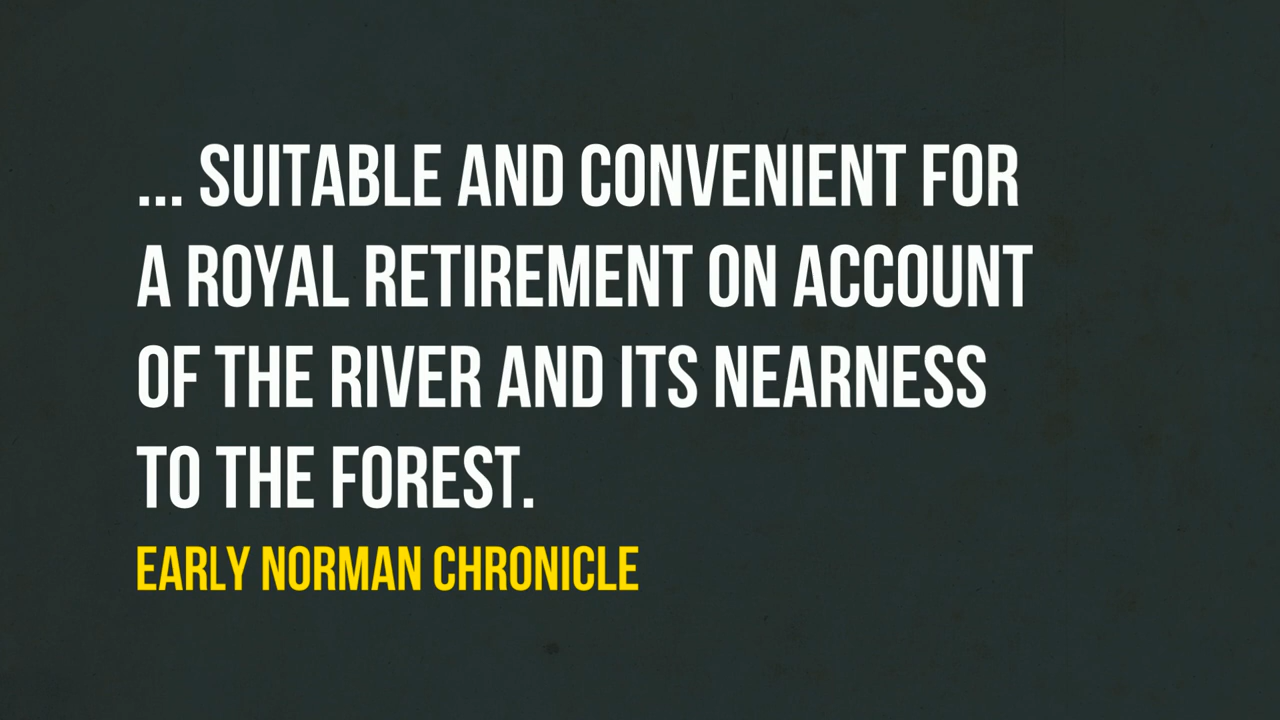 ... SUITABLE AND CONVENIENT FOR
A ROYAL RETIREMENT ON ACCOUNT
OF THE RIVER AND ITS NEARNESS
TO THE FOREST.
EARLY NORMAN CHRONICLE